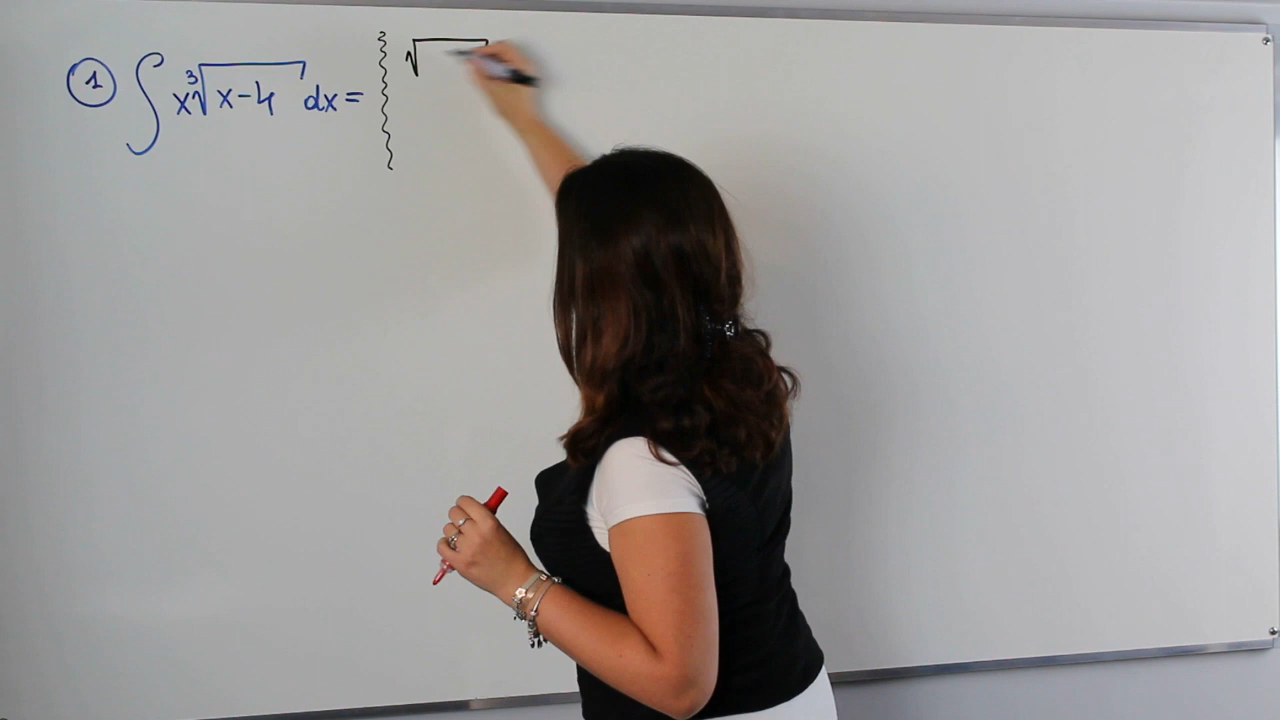 ① ∫ x∛(x-4) dx = √